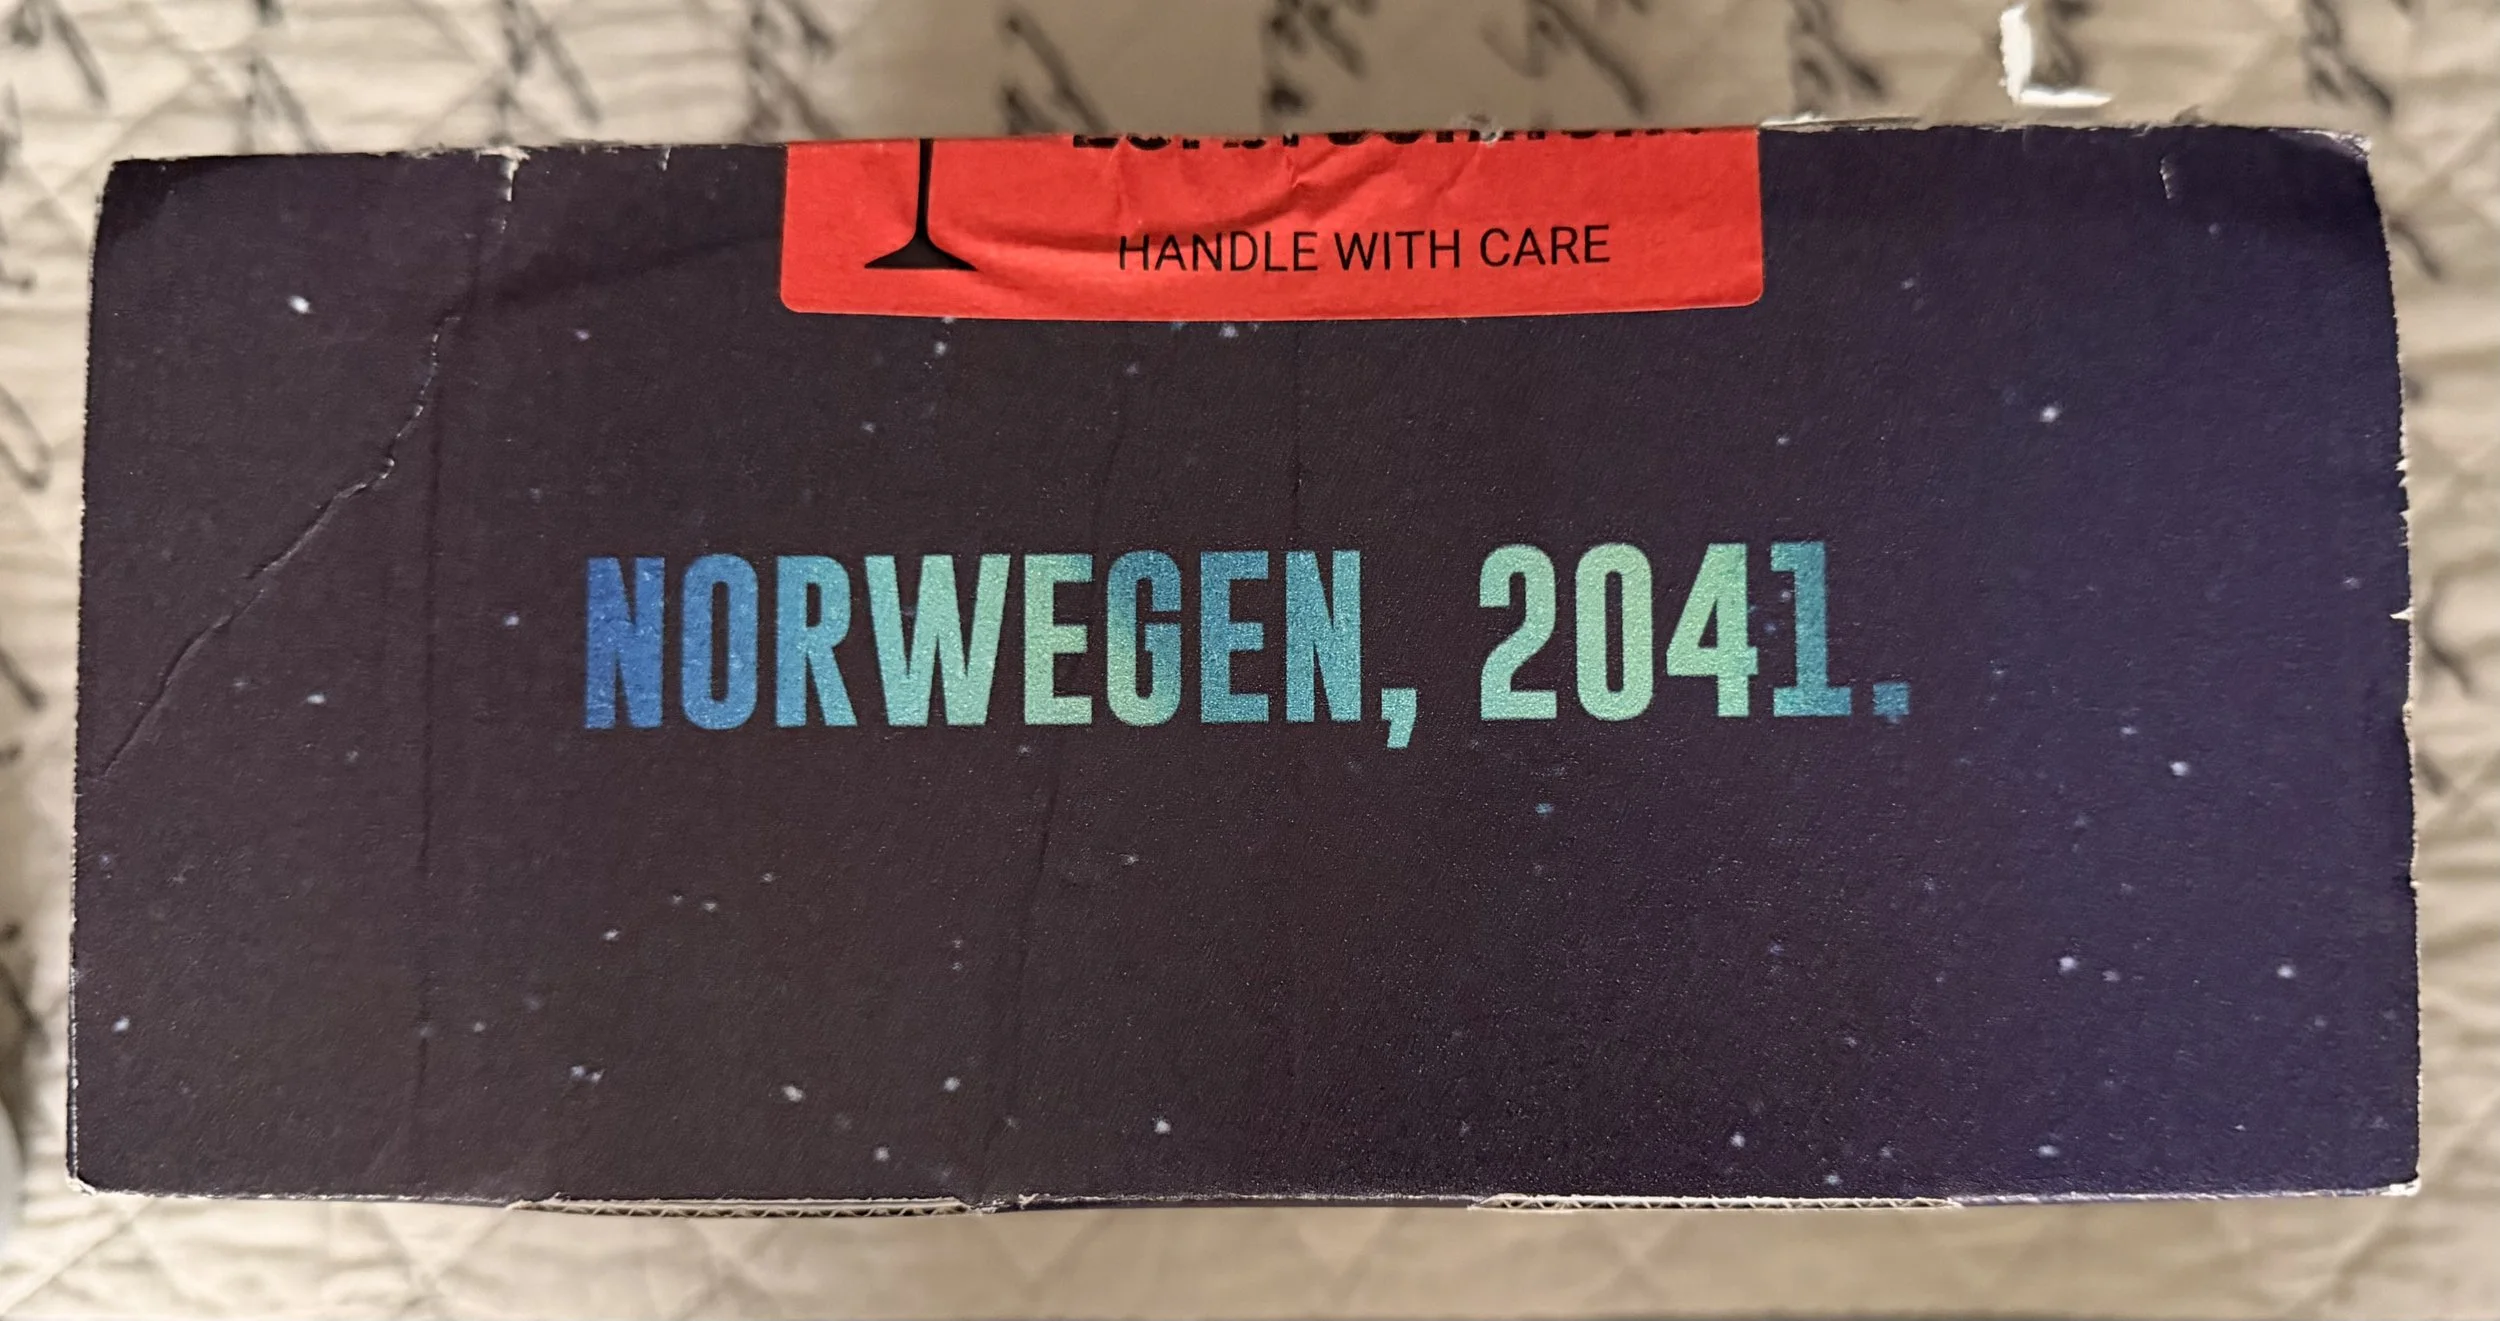 HANDLE WITH CARE
NORWEGEN, 2041.